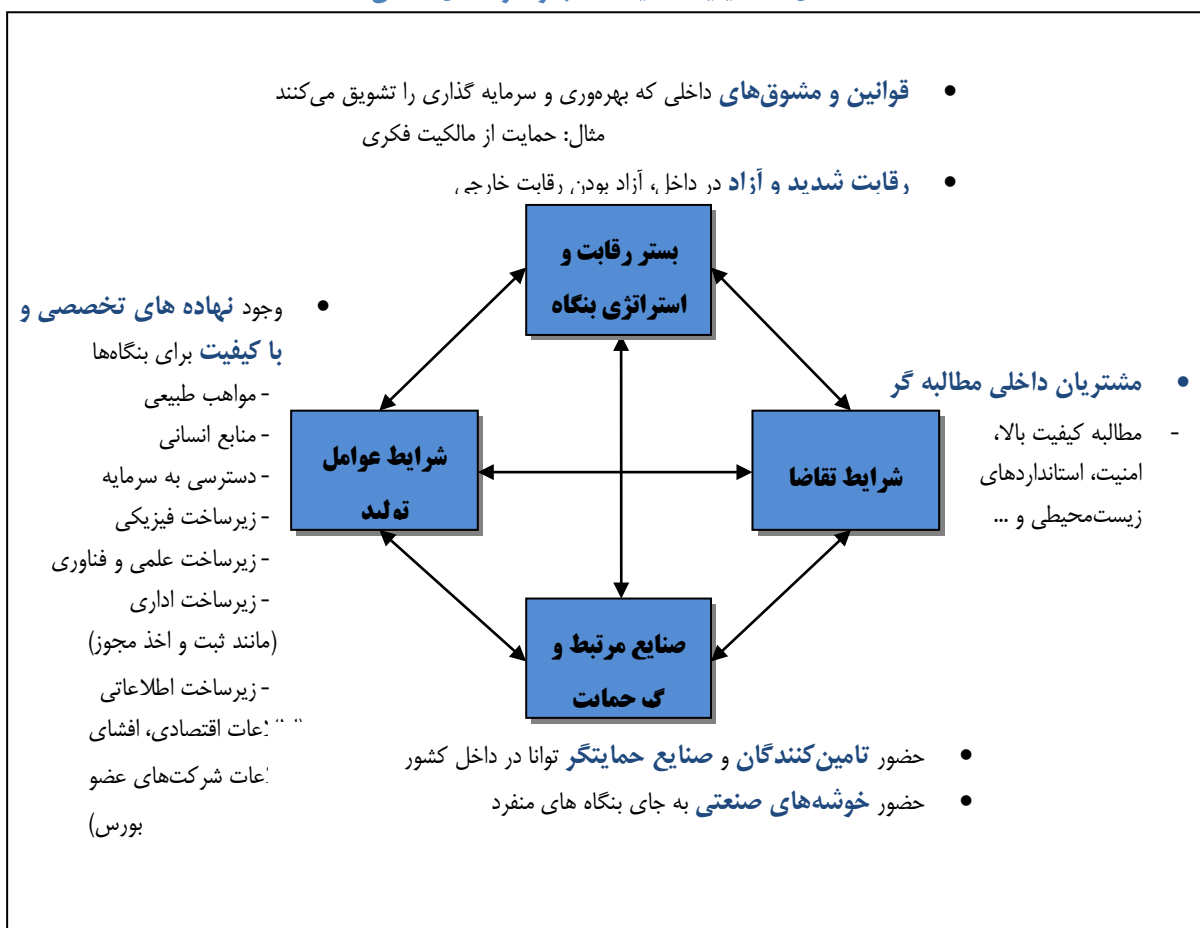 قوانین و مشوق‌های داخلی که بهره‌وری و سرمایه گذاری را تشویق می‌کنند
مثال: حمایت از مالکیت فکری
رقابت شدید و آزاد در داخل، آزاد بودن رقابت خارجی
بستر رقابت و
استراتژی بنگاه
وجود نهاده های تخصصی و
با کیفیت برای بنگاه‌ها
- مواهب طبیعی
- منابع انسانی
- دسترسی به سرمایه
- زیرساخت فیزیکی
- زیرساخت علمی و فناوری
- زیرساخت اداری
(مانند ثبت و اخذ مجوز)
- زیرساخت اطلاعاتی
اقتصادی، افشای
شرکت‌های عضو
بورس)
شرایط عوامل
تولید
شرایط تقاضا
مشتریان داخلی مطالبه گر
- مطالبه کیفیت بالا،
امنیت، استانداردهای
زیست‌محیطی و ...
صنایع مرتبط و
حمایت
حضور تامین‌کنندگان و صنایع حمایتگر توانا در داخل کشور
حضور خوشه‌های صنعتی به جای بنگاه های منفرد